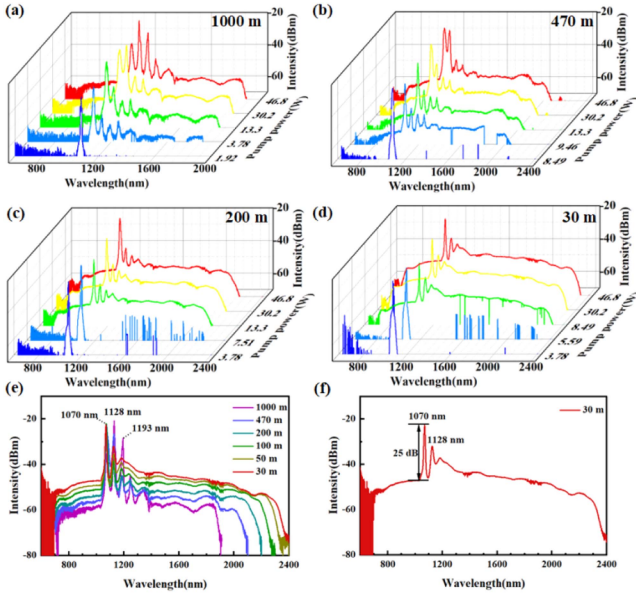 (a)
1000 m
-20
-40
-60
Intensity(dBm)
46.8
30.2
13.3
3.78
1.92
Pump power(W)
800
1200
1600
2000
Wavelength(nm)
(b)
470 m
-20
-40
-60
Intensity(dBm)
46.8
30.2
13.3
9.46
8.49
Pump power(W)
800
1200
1600
2000
2400
Wavelength(nm)
(c)
200 m
-20
-40
-60
Intensity(dBm)
46.8
30.2
13.3
7.51
3.78
Pump power(W)
800
1200
1600
2000
2400
Wavelength(nm)
(d)
30 m
-20
-40
-60
Intensity(dBm)
46.8
30.2
8.49
5.59
3.78
Pump power(W)
800
1200
1600
2000
2400
Wavelength(nm)
(e)
1070 nm
1128 nm
1193 nm
1000 m
470 m
200 m
100 m
50 m
30 m
-20
-40
-60
-80
Intensity(dBm)
800
1200
1600
2000
2400
Wavelength(nm)
(f)
1070 nm
30 m
25 dB
1128 nm
-20
-40
-60
-80
Intensity(dBm)
800
1200
1600
2000
2400
Wavelength(nm)